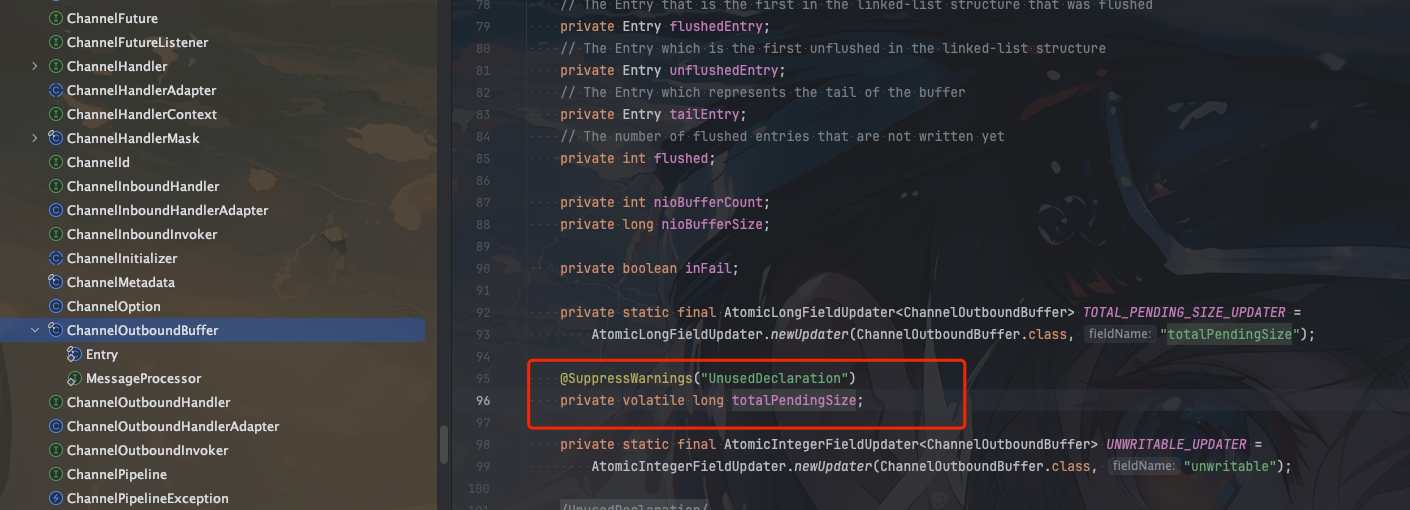 ChannelFuture
ChannelFutureListener
ChannelHandler
ChannelHandlerAdapter
ChannelHandlerContext
ChannelHandlerMask
ChannelId
ChannelInboundHandler
ChannelInboundHandlerAdapter
ChannelInboundInvoker
ChannelInitializer
ChannelMetadata
ChannelOption
ChannelOutboundBuffer
Entry
MessageProcessor
ChannelOutboundHandler
ChannelOutboundHandlerAdapter
ChannelOutboundInvoker
ChannelPipeline
ChannelPipelineException
78 // The Entry that is the first in the linked-list structure that was flushed
79 private Entry flushedEntry;
80 // The Entry which is the first unflushed in the linked-list structure
81 private Entry unflushedEntry;
82 // The Entry which represents the tail of the buffer
83 private Entry tailEntry;
84 // The number of flushed entries that are not written yet
85 private int flushed;
86
87 private int nioBufferCount;
88 private long nioBufferSize;
89
90 private boolean inFail;
91
92 private static final AtomicLongFieldUpdater<ChannelOutboundBuffer> TOTAL_PENDING_SIZE_UPDATER =
93 AtomicLongFieldUpdater.newUpdater(ChannelOutboundBuffer.class, fieldName: "totalPendingSize");
94
95 @SuppressWarnings("UnusedDeclaration")
96 private volatile long totalPendingSize;
97
98 private static final AtomicIntegerFieldUpdater<ChannelOutboundBuffer> UNWRITABLE_UPDATER =
99 AtomicIntegerFieldUpdater.newUpdater(ChannelOutboundBuffer.class, fieldName: "unwritable");
100
101 /UnusedDeclaration/